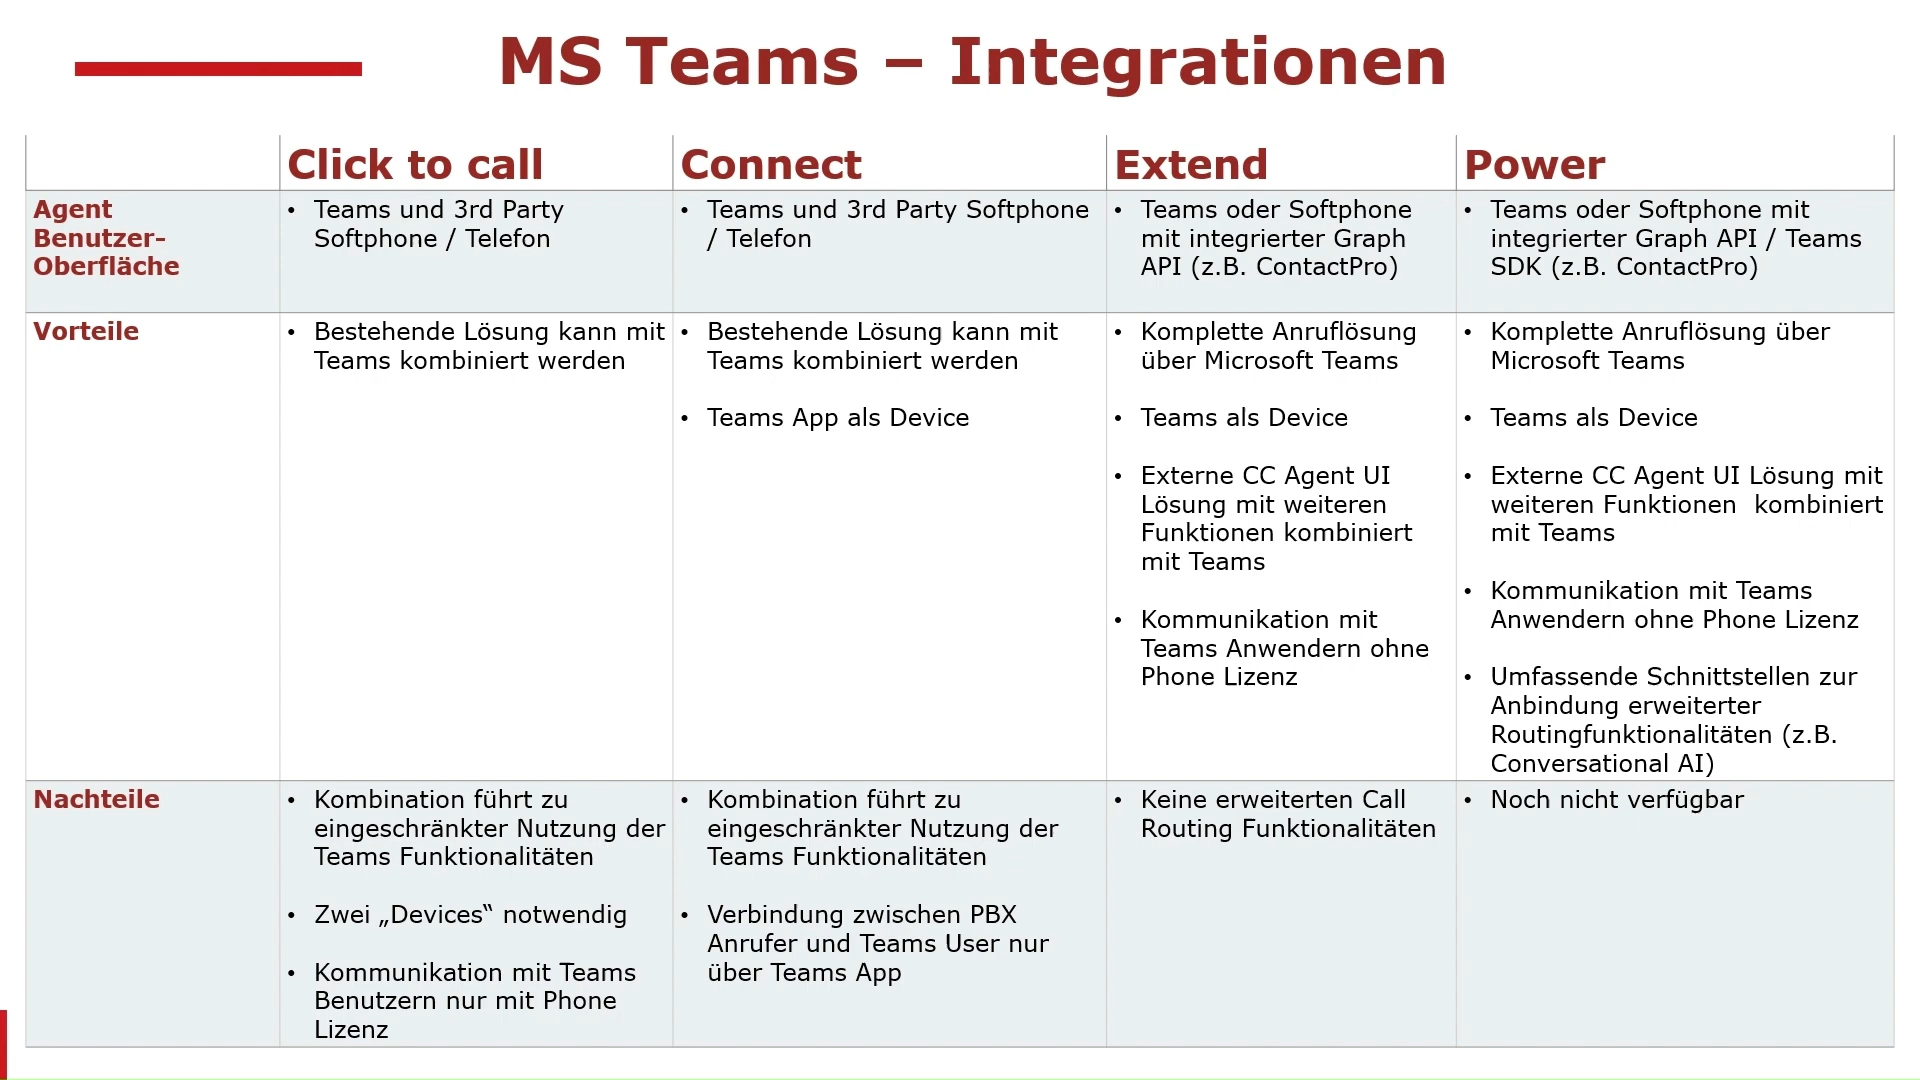 MS Teams – Integrationen
Click to call
Connect
Extend
Power
Agent
Benutzer-
Oberfläche
• Teams und 3rd Party
Softphone / Telefon
• Teams und 3rd Party Softphone
/ Telefon
• Teams oder Softphone
mit integrierter Graph
API (z.B. ContactPro)
• Teams oder Softphone mit
integrierter Graph API / Teams
SDK (z.B. ContactPro)
Vorteile
• Bestehende Lösung kann mit
Teams kombiniert werden
• Bestehende Lösung kann mit
Teams kombiniert werden
• Teams App als Device
• Komplette Anruflösung
über Microsoft Teams
• Teams als Device
• Externe CC Agent UI
Lösung mit weiteren
Funktionen kombiniert
mit Teams
• Kommunikation mit
Teams Anwendern ohne
Phone Lizenz
• Komplette Anruflösung über
Microsoft Teams
• Teams als Device
• Externe CC Agent UI Lösung mit
weiteren Funktionen  kombiniert
mit Teams
• Kommunikation mit Teams
Anwendern ohne Phone Lizenz
• Umfassende Schnittstellen zur
Anbindung erweiterter
Routingfunktionalitäten (z.B.
Conversational AI)
Nachteile
• Kombination führt zu
eingeschränkter Nutzung der
Teams Funktionalitäten
• Zwei „Devices‟ notwendig
• Kommunikation mit Teams
Benutzern nur mit Phone
Lizenz
• Kombination führt zu
eingeschränkter Nutzung der
Teams Funktionalitäten
• Verbindung zwischen PBX
Anrufer und Teams User nur
über Teams App
• Keine erweiterten Call
Routing Funktionalitäten
• Noch nicht verfügbar